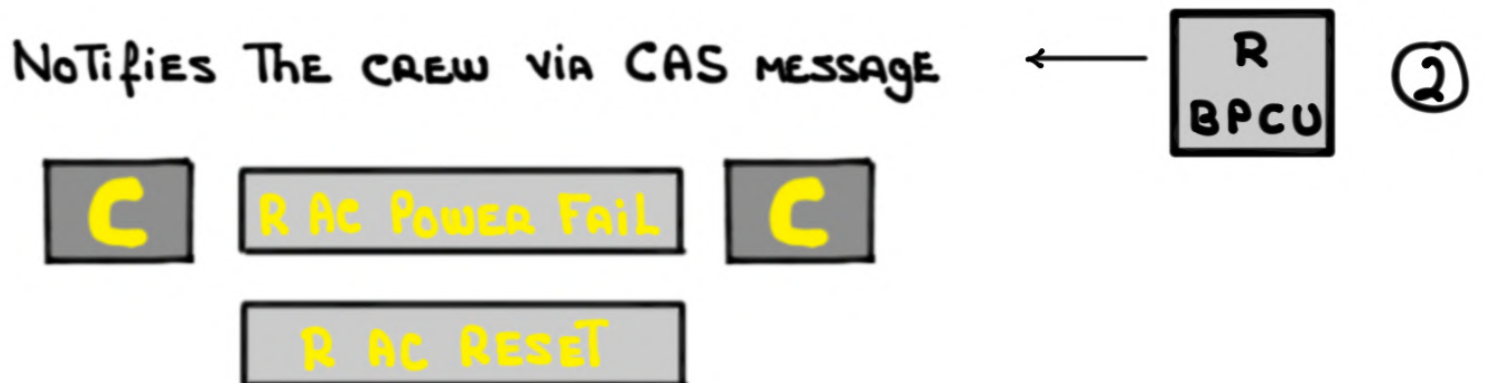 Notifies The crew via CAS message
R
BPCU
2
C
R AC Power Fail
C
R AC Reset